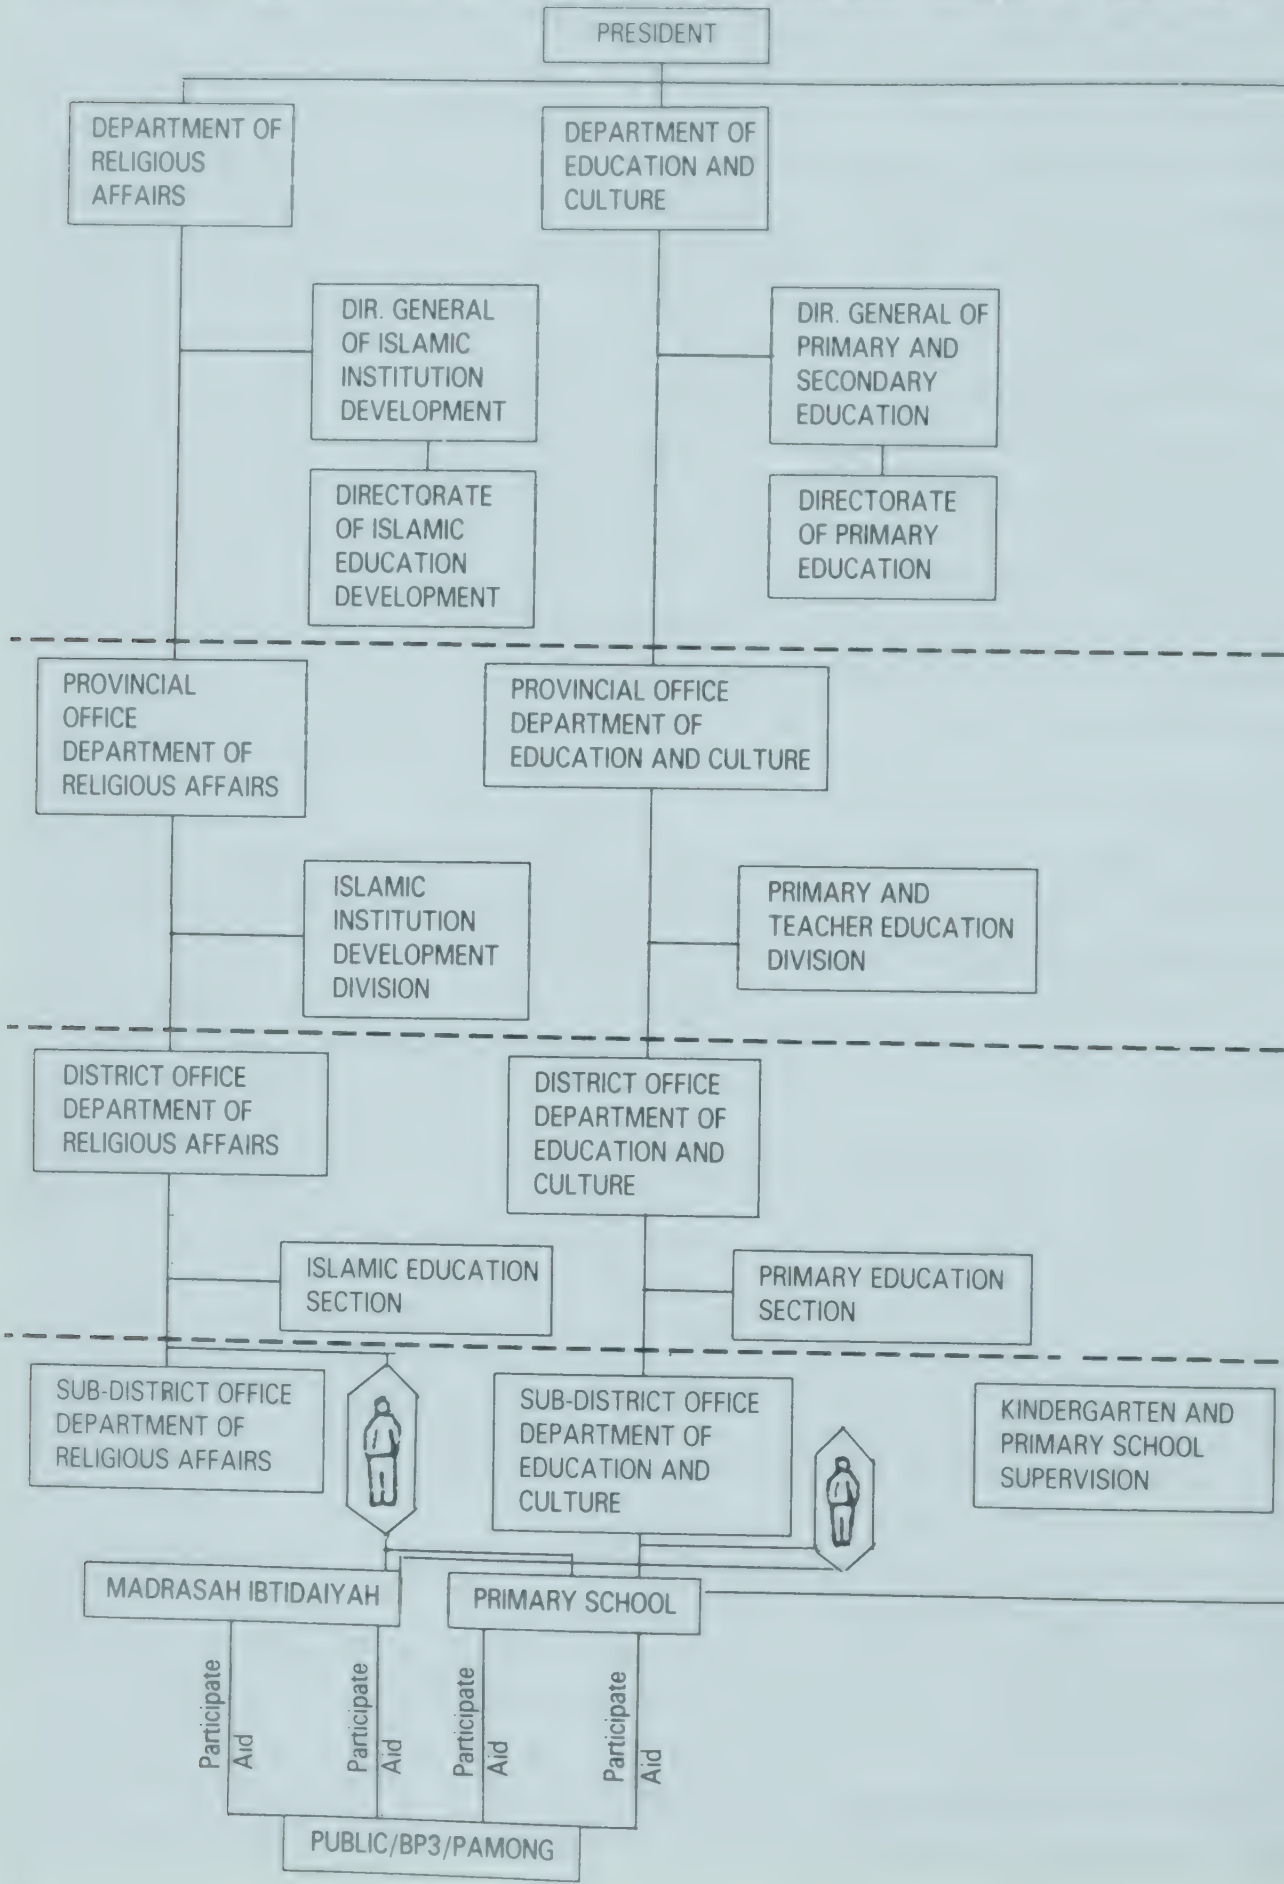 PRESIDENT
DEPARTMENT OF
RELIGIOUS
AFFAIRS
DEPARTMENT OF
EDUCATION AND
CULTURE
DIR. GENERAL
OF ISLAMIC
INSTITUTION
DEVELOPMENT
DIR. GENERAL OF
PRIMARY AND
SECONDARY
EDUCATION
DIRECTORATE
OF ISLAMIC
EDUCATION
DEVELOPMENT
DIRECTORATE
OF PRIMARY
EDUCATION
PROVINCIAL
OFFICE
DEPARTMENT OF
RELIGIOUS AFFAIRS
PROVINCIAL OFFICE
DEPARTMENT OF
EDUCATION AND CULTURE
ISLAMIC
INSTITUTION
DEVELOPMENT
DIVISION
PRIMARY AND
TEACHER EDUCATION
DIVISION
DISTRICT OFFICE
DEPARTMENT OF
RELIGIOUS AFFAIRS
DISTRICT OFFICE
DEPARTMENT OF
EDUCATION AND
CULTURE
ISLAMIC EDUCATION
SECTION
PRIMARY EDUCATION
SECTION
SUB-DISTRICT OFFICE
DEPARTMENT OF
RELIGIOUS AFFAIRS
SUB-DISTRICT OFFICE
DEPARTMENT OF
EDUCATION AND
CULTURE
KINDERGARTEN AND
PRIMARY SCHOOL
SUPERVISION
MADRASAH IBTIDAIYAH
PRIMARY SCHOOL
Participate
Aid
Participate
Aid
Participate
Aid
Participate
Aid
PUBLIC/BP3/PAMONG